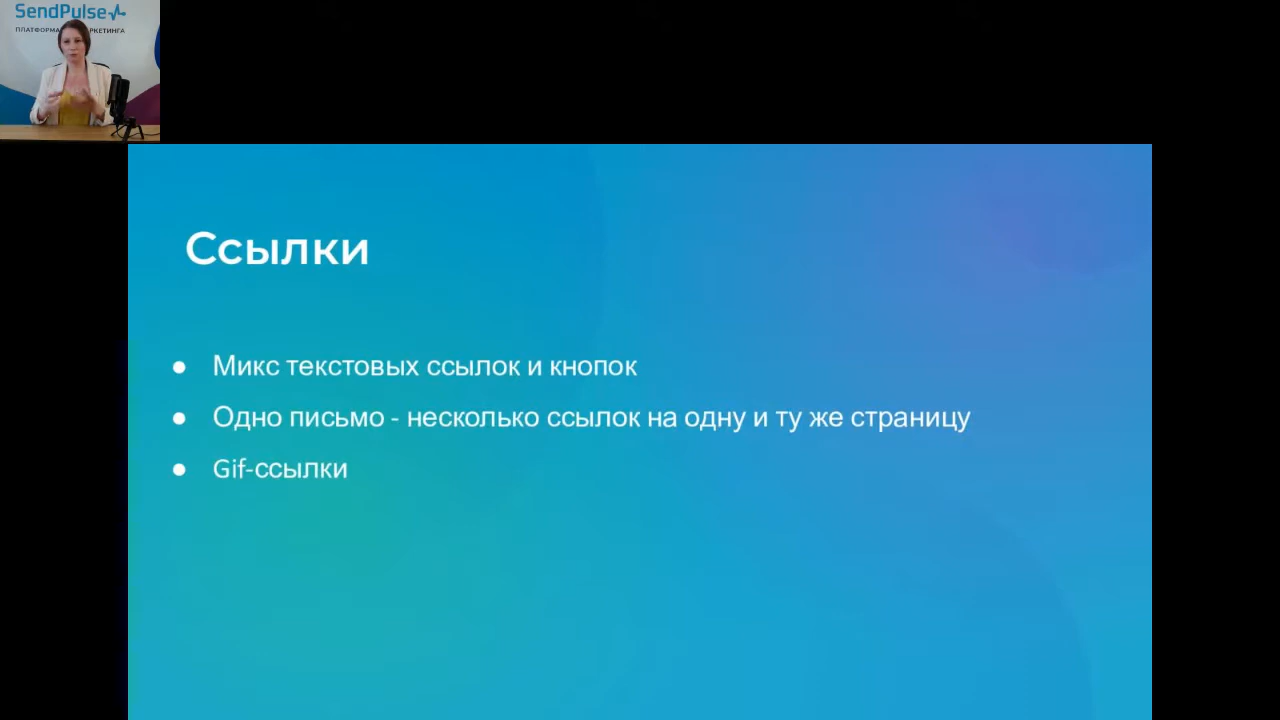 SendPulse
ПЛАТФОРМА РКЕТИНГА
Ссылки
● Микс текстовых ссылок и кнопок
● Одно письмо - несколько ссылок на одну и ту же страницу
● Gif-ссылки